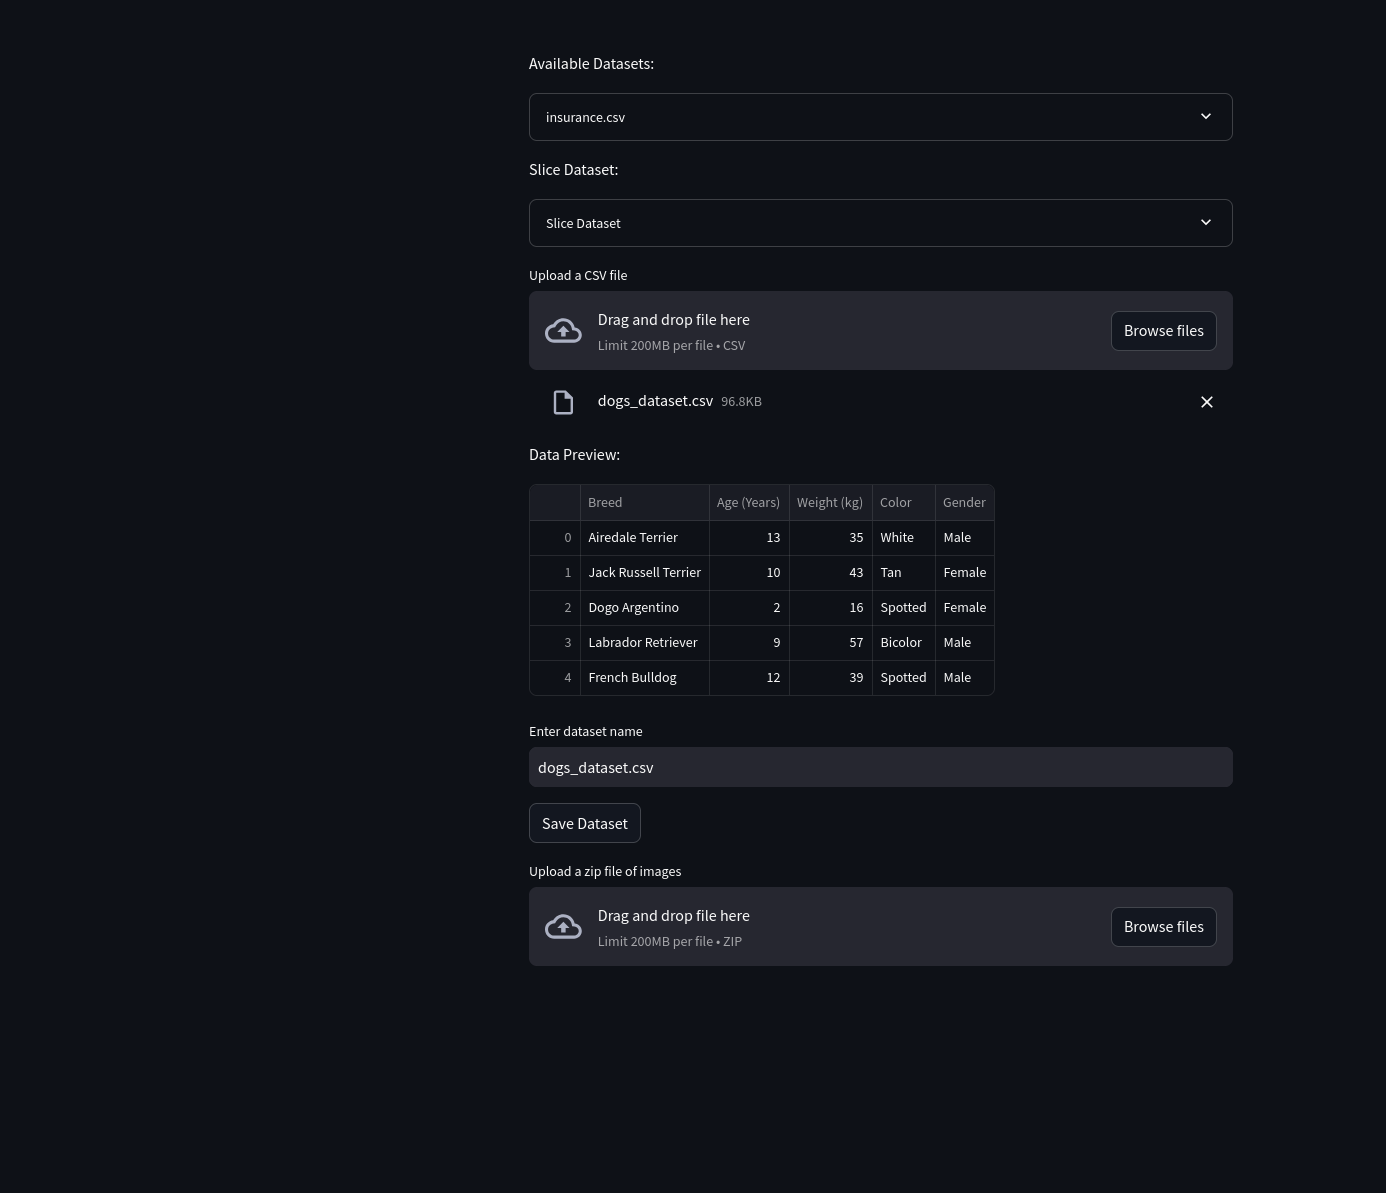 Available Datasets:
insurance.csv
Slice Dataset:
Slice Dataset
Upload a CSV file
Drag and drop file here
Limit 200MB per file • CSV
Browse files
dogs_dataset.csv 96.8KB
Data Preview:
Breed Age (Years) Weight (kg) Color Gender
0 Airedale Terrier 13 35 White Male
1 Jack Russell Terrier 10 43 Tan Female
2 Dogo Argentino 2 16 Spotted Female
3 Labrador Retriever 9 57 Bicolor Male
4 French Bulldog 12 39 Spotted Male
Enter dataset name
dogs_dataset.csv
Save Dataset
Upload a zip file of images
Drag and drop file here
Limit 200MB per file • ZIP
Browse files